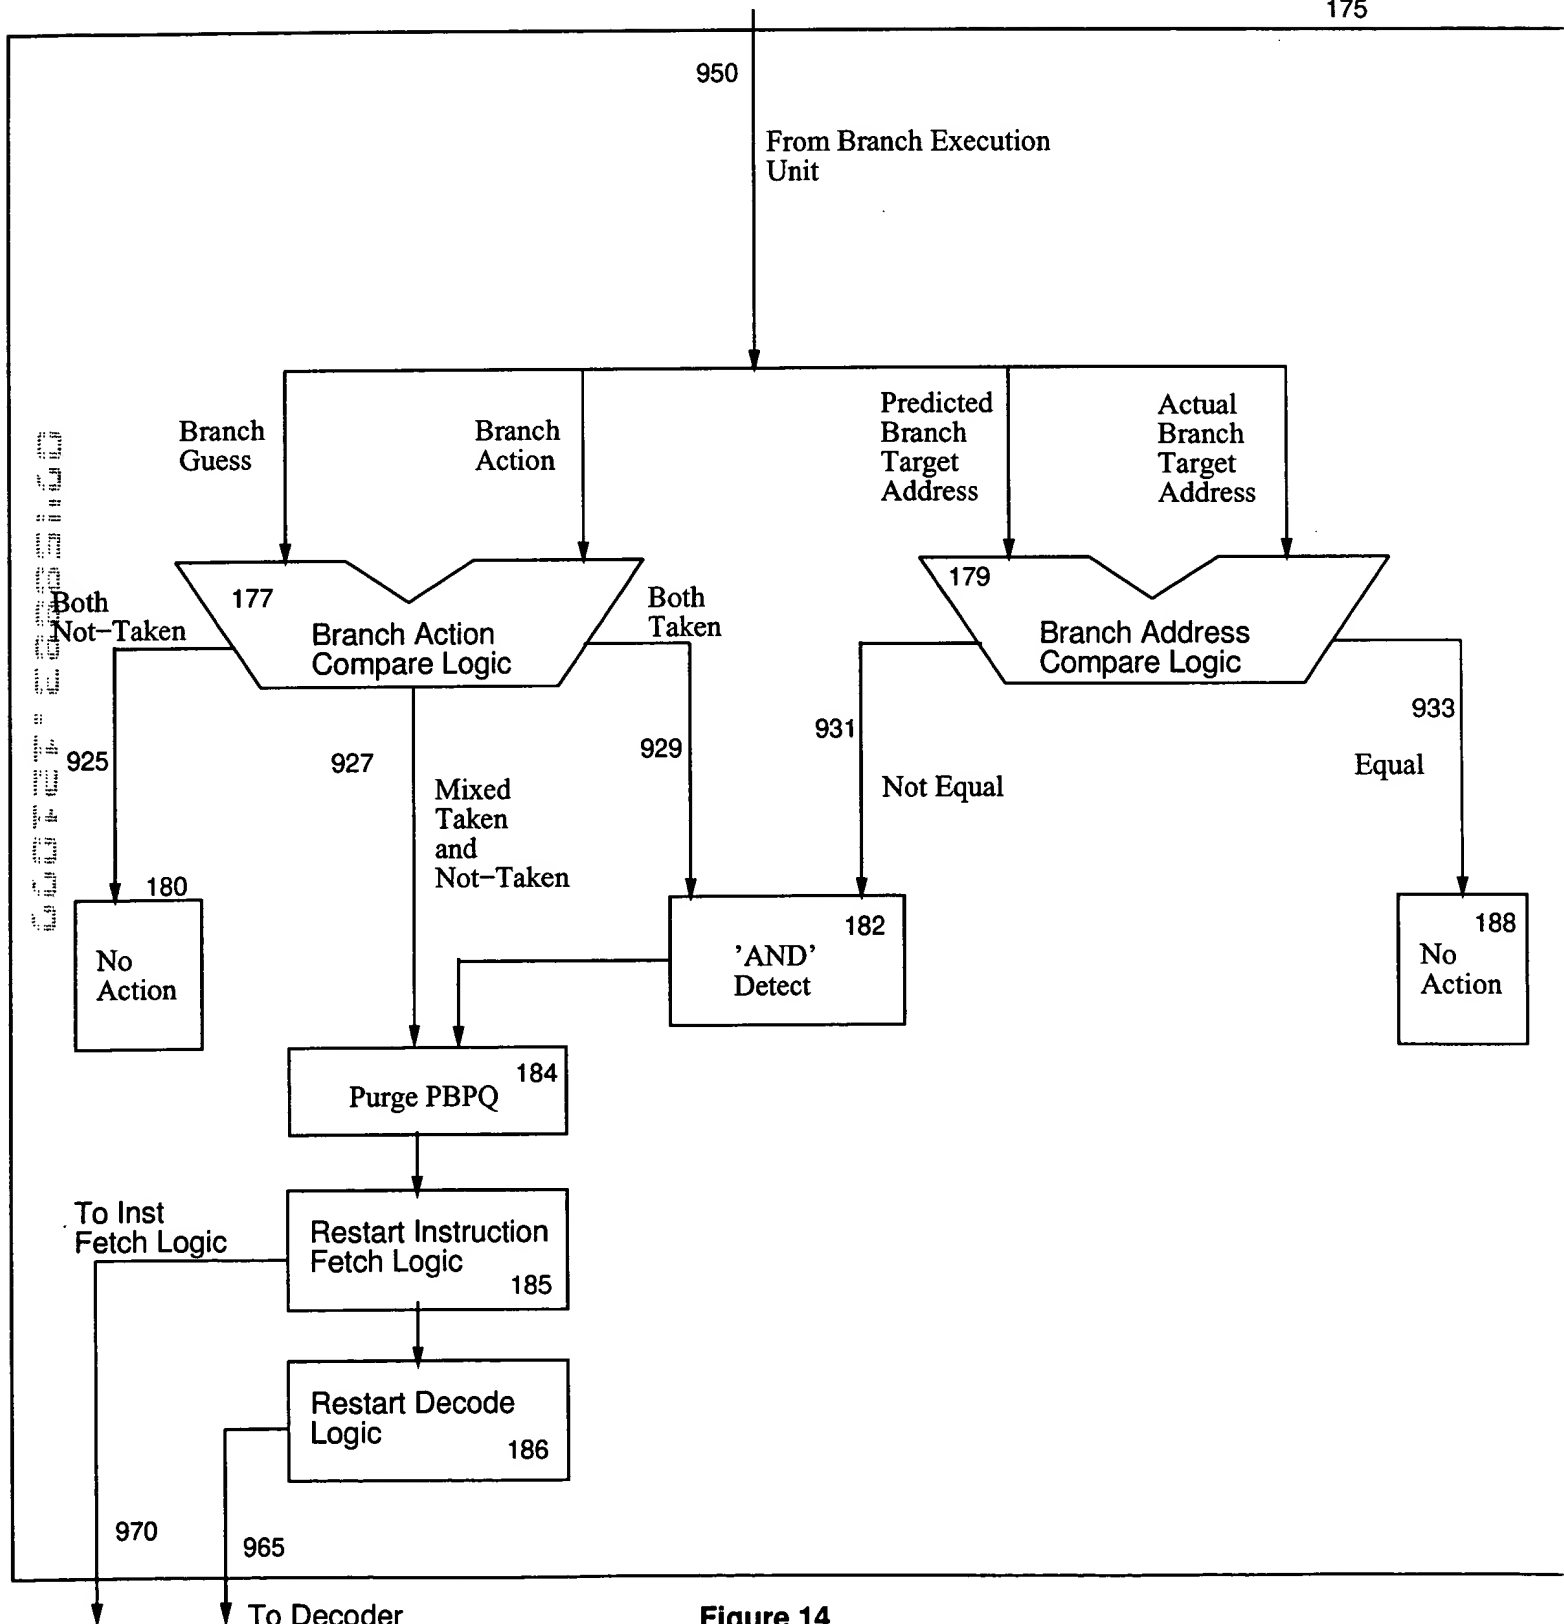 175
950
From Branch Execution
Unit
Branch
Guess
Branch
Action
Predicted
Branch
Target
Address
Actual
Branch
Target
Address
Both
Not-Taken
177
Branch Action
Compare Logic
Both
Taken
179
Branch Address
Compare Logic
925
927
Mixed
Taken
and
Not-Taken
929
931
Not Equal
933
Equal
180
No
Action
182
'AND'
Detect
188
No
Action
184
Purge PBPQ
To Inst
Fetch Logic
Restart Instruction
Fetch Logic
185
Restart Decode
Logic
186
970
965
To Decoder
Figure 14